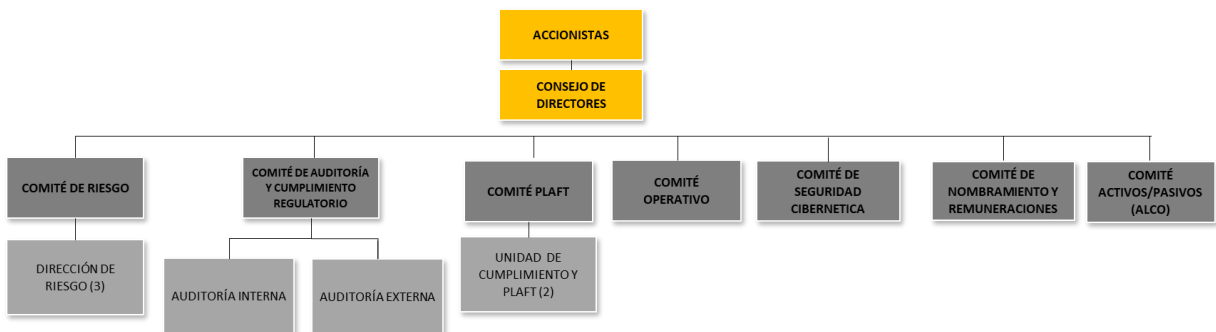 ACCIONISTAS
CONSEJO DE
DIRECTORES
COMITÉ DE RIESGO
COMITÉ DE AUDITORÍA
Y CUMPLIMIENTO
REGULATORIO
COMITÉ PLAFT
COMITÉ
OPERATIVO
COMITÉ DE
SEGURIDAD
CIBERNETICA
COMITÉ DE
NOMBRAMIENTO Y
REMUNERACIONES
COMITÉ
ACTIVOS/PASIVOS
(ALCO)
DIRECCIÓN DE
RIESGO (3)
AUDITORÍA INTERNA
AUDITORÍA EXTERNA
UNIDAD DE
CUMPLIMIENTO Y
PLAFT (2)